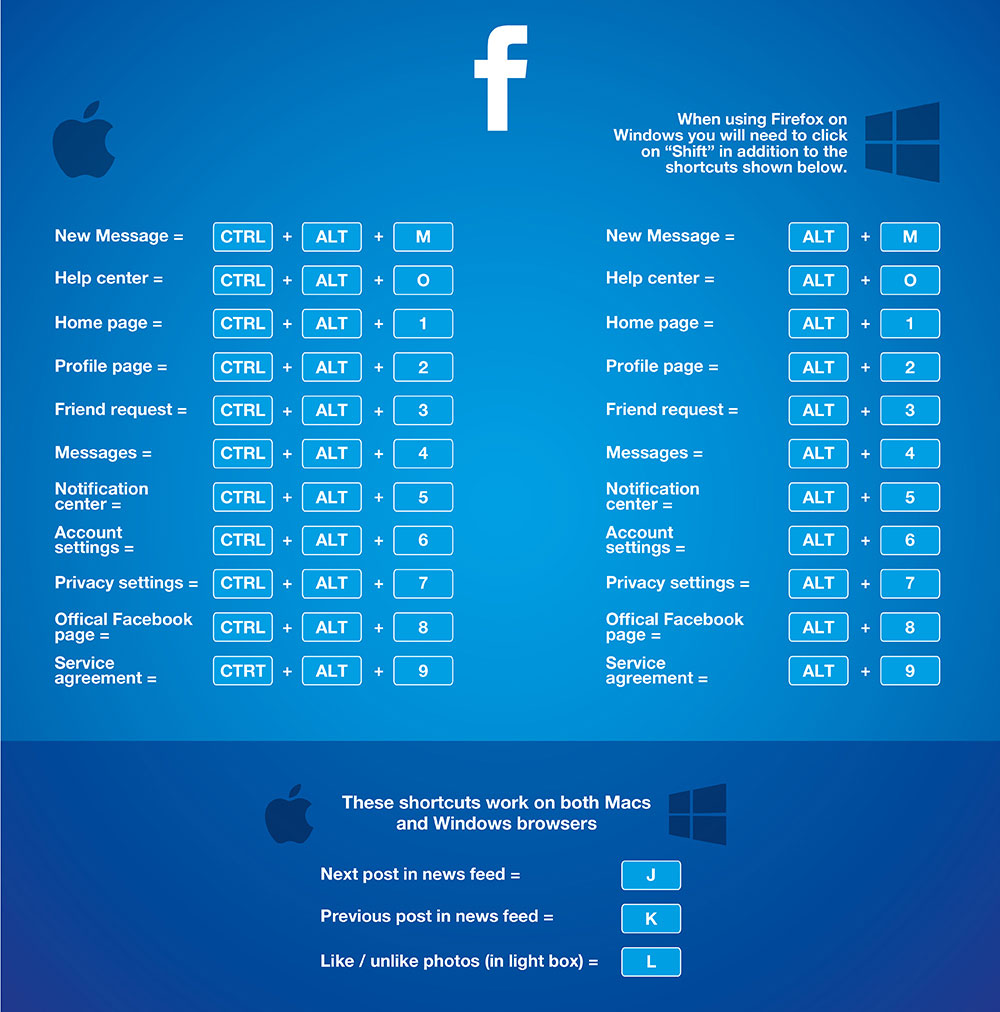 f
When using Firefox on
Windows you will need to click
on “Shift” in addition to the
shortcuts shown below.
New Message = CTRL + ALT + M
Help center = CTRL + ALT + O
Home page = CTRL + ALT + 1
Profile page = CTRL + ALT + 2
Friend request = CTRL + ALT + 3
Messages = CTRL + ALT + 4
Notification
center = CTRL + ALT + 5
Account
settings = CTRL + ALT + 6
Privacy settings = CTRL + ALT + 7
Offical Facebook
page = CTRL + ALT + 8
Service
agreement = CTRT + ALT + 9
New Message = ALT + M
Help center = ALT + O
Home page = ALT + 1
Profile page = ALT + 2
Friend request = ALT + 3
Messages = ALT + 4
Notification
center = ALT + 5
Account
settings = ALT + 6
Privacy settings = ALT + 7
Offical Facebook
page = ALT + 8
Service
agreement = ALT + 9
These shortcuts work on both Macs
and Windows browsers
Next post in news feed = J
Previous post in news feed = K
Like / unlike photos (in light box) = L